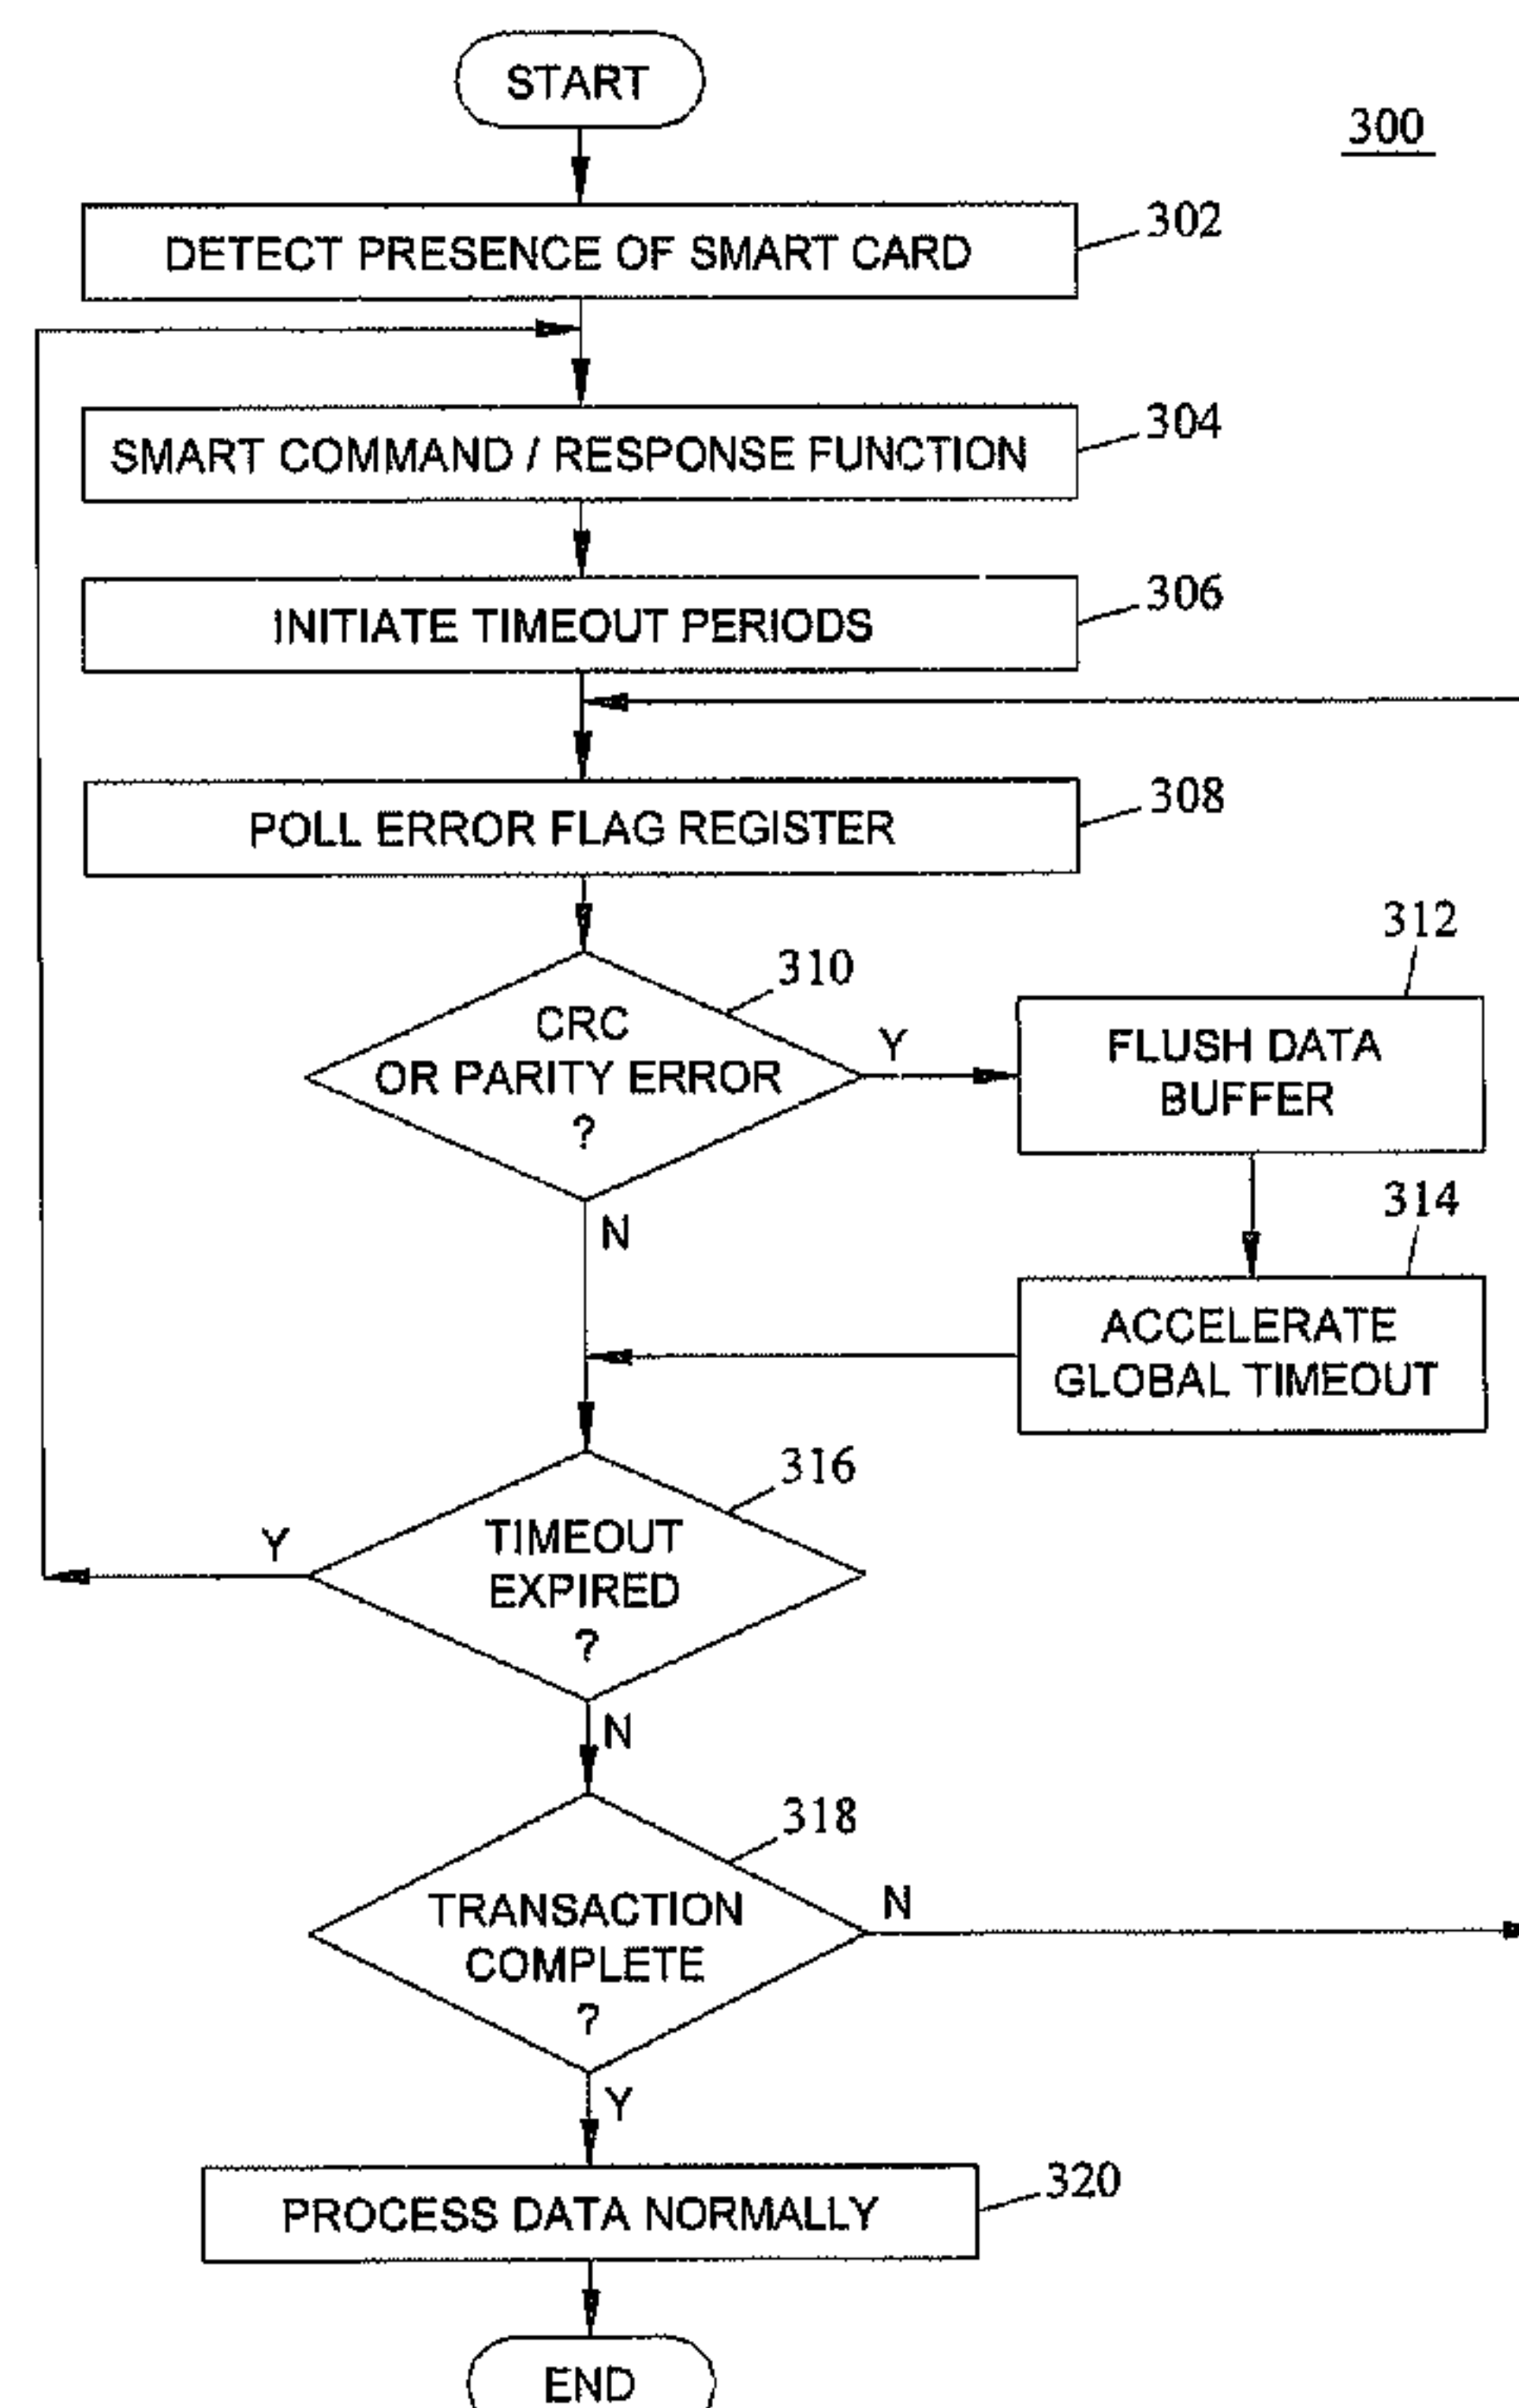 START
300
DETECT PRESENCE OF SMART CARD
302
SMART COMMAND / RESPONSE FUNCTION
304
INITIATE TIMEOUT PERIODS
306
POLL ERROR FLAG REGISTER
308
310
CRC
OR PARITY ERROR
?
Y
N
312
FLUSH DATA
BUFFER
314
ACCELERATE
GLOBAL TIMEOUT
316
TIMEOUT
EXPIRED
?
Y
N
318
TRANSACTION
COMPLETE
?
N
Y
PROCESS DATA NORMALLY
320
END